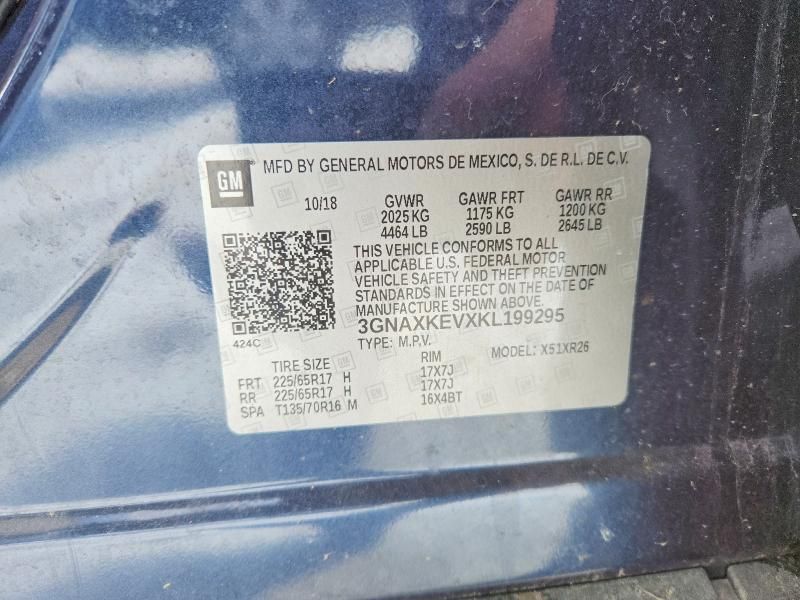 GM
MFD BY GENERAL MOTORS DE MEXICO, S. DE R.L. DE C.V.
10/18 GVWR GAWR FRT GAWR RR
2025 KG 1175 KG 1200 KG
4464 LB 2590 LB 2645 LB
THIS VEHICLE CONFORMS TO ALL
APPLICABLE U.S. FEDERAL MOTOR
VEHICLE SAFETY AND THEFT PREVENTION
STANDARDS IN EFFECT ON THE DATE OF
MANUFACTURE SHOWN ABOVE.
3GNAXKEVXKL199295
424C TYPE: M.P.V. MODEL: X51XR26
TIRE SIZE RIM
FRT 225/65R17 H 17X7J
RR 225/65R17 H 17X7J
SPA T135/70R16 M 16X4BT